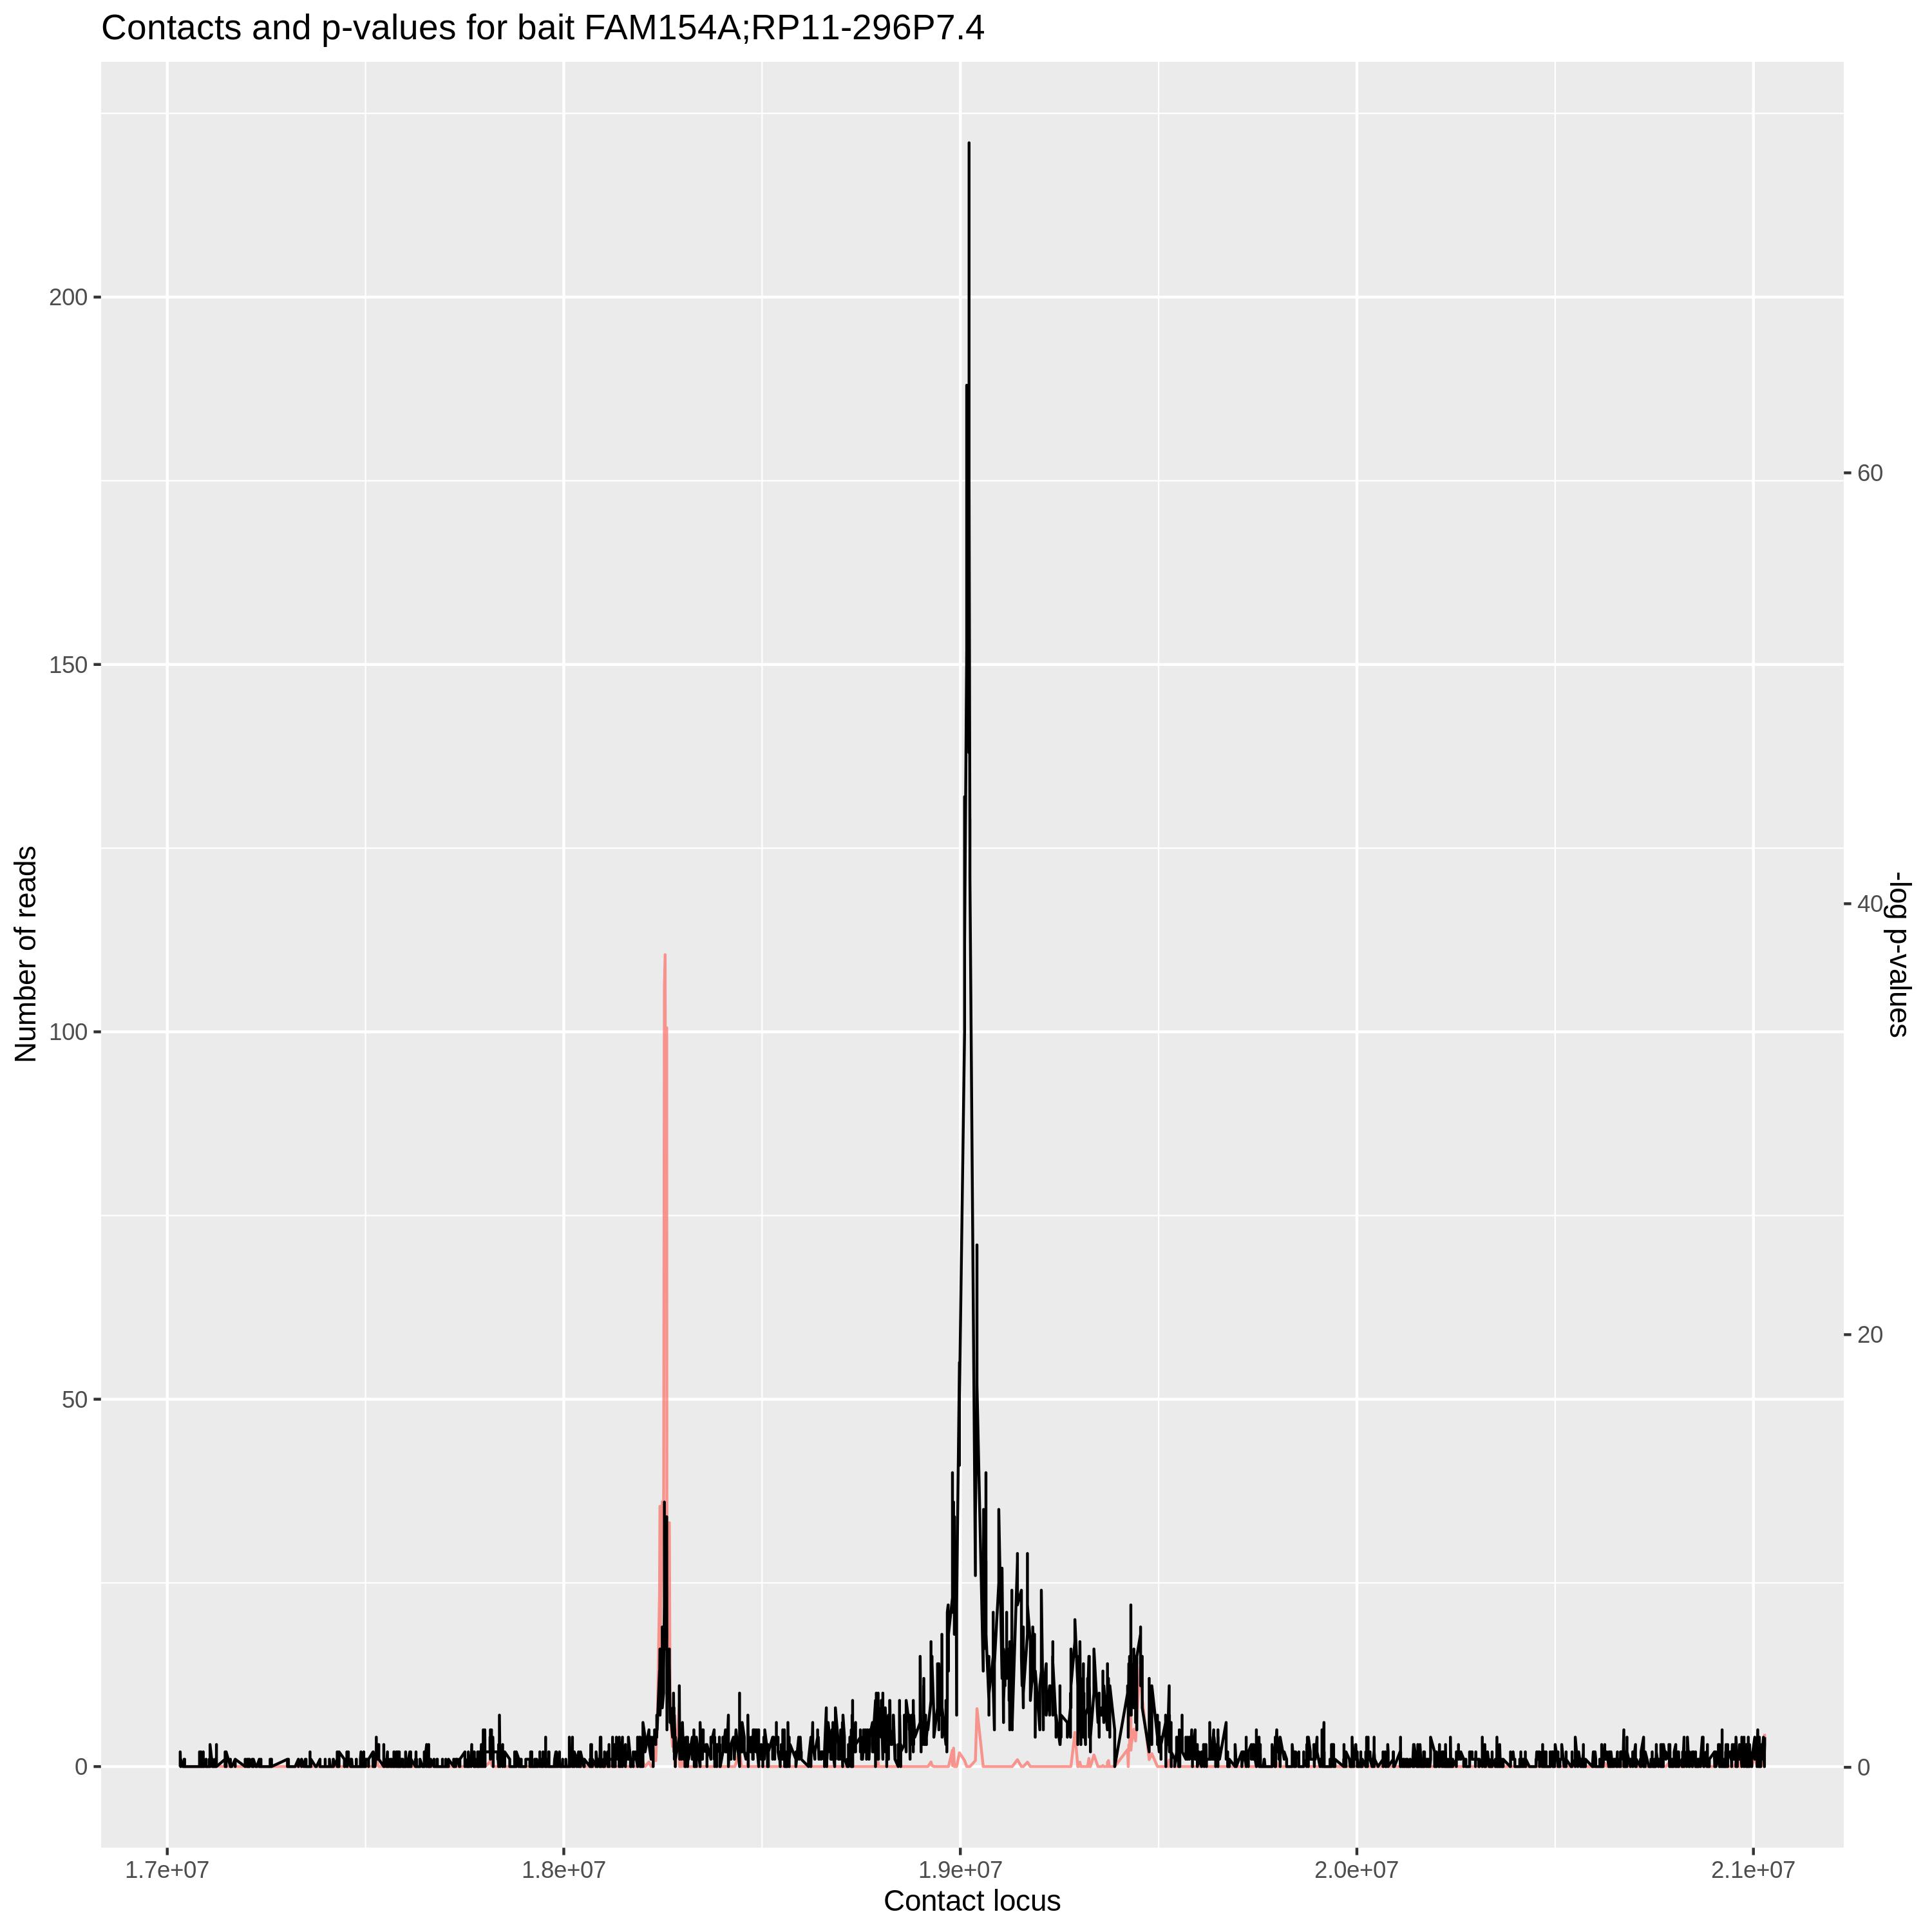 Contacts and p-values for bait FAM154A;RP11-296P7.4
Number of reads
200
150
100
50
0
60
40
20
0
-log p-values
1.7e+07 1.8e+07 1.9e+07 2.0e+07 2.1e+07
Contact locus